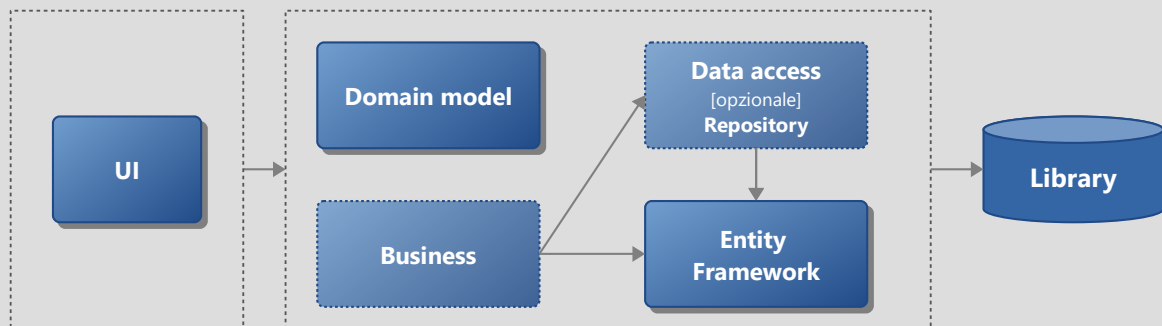 UI
Domain model
Business
Data access
[opzionale]
Repository
Entity
Framework
Library